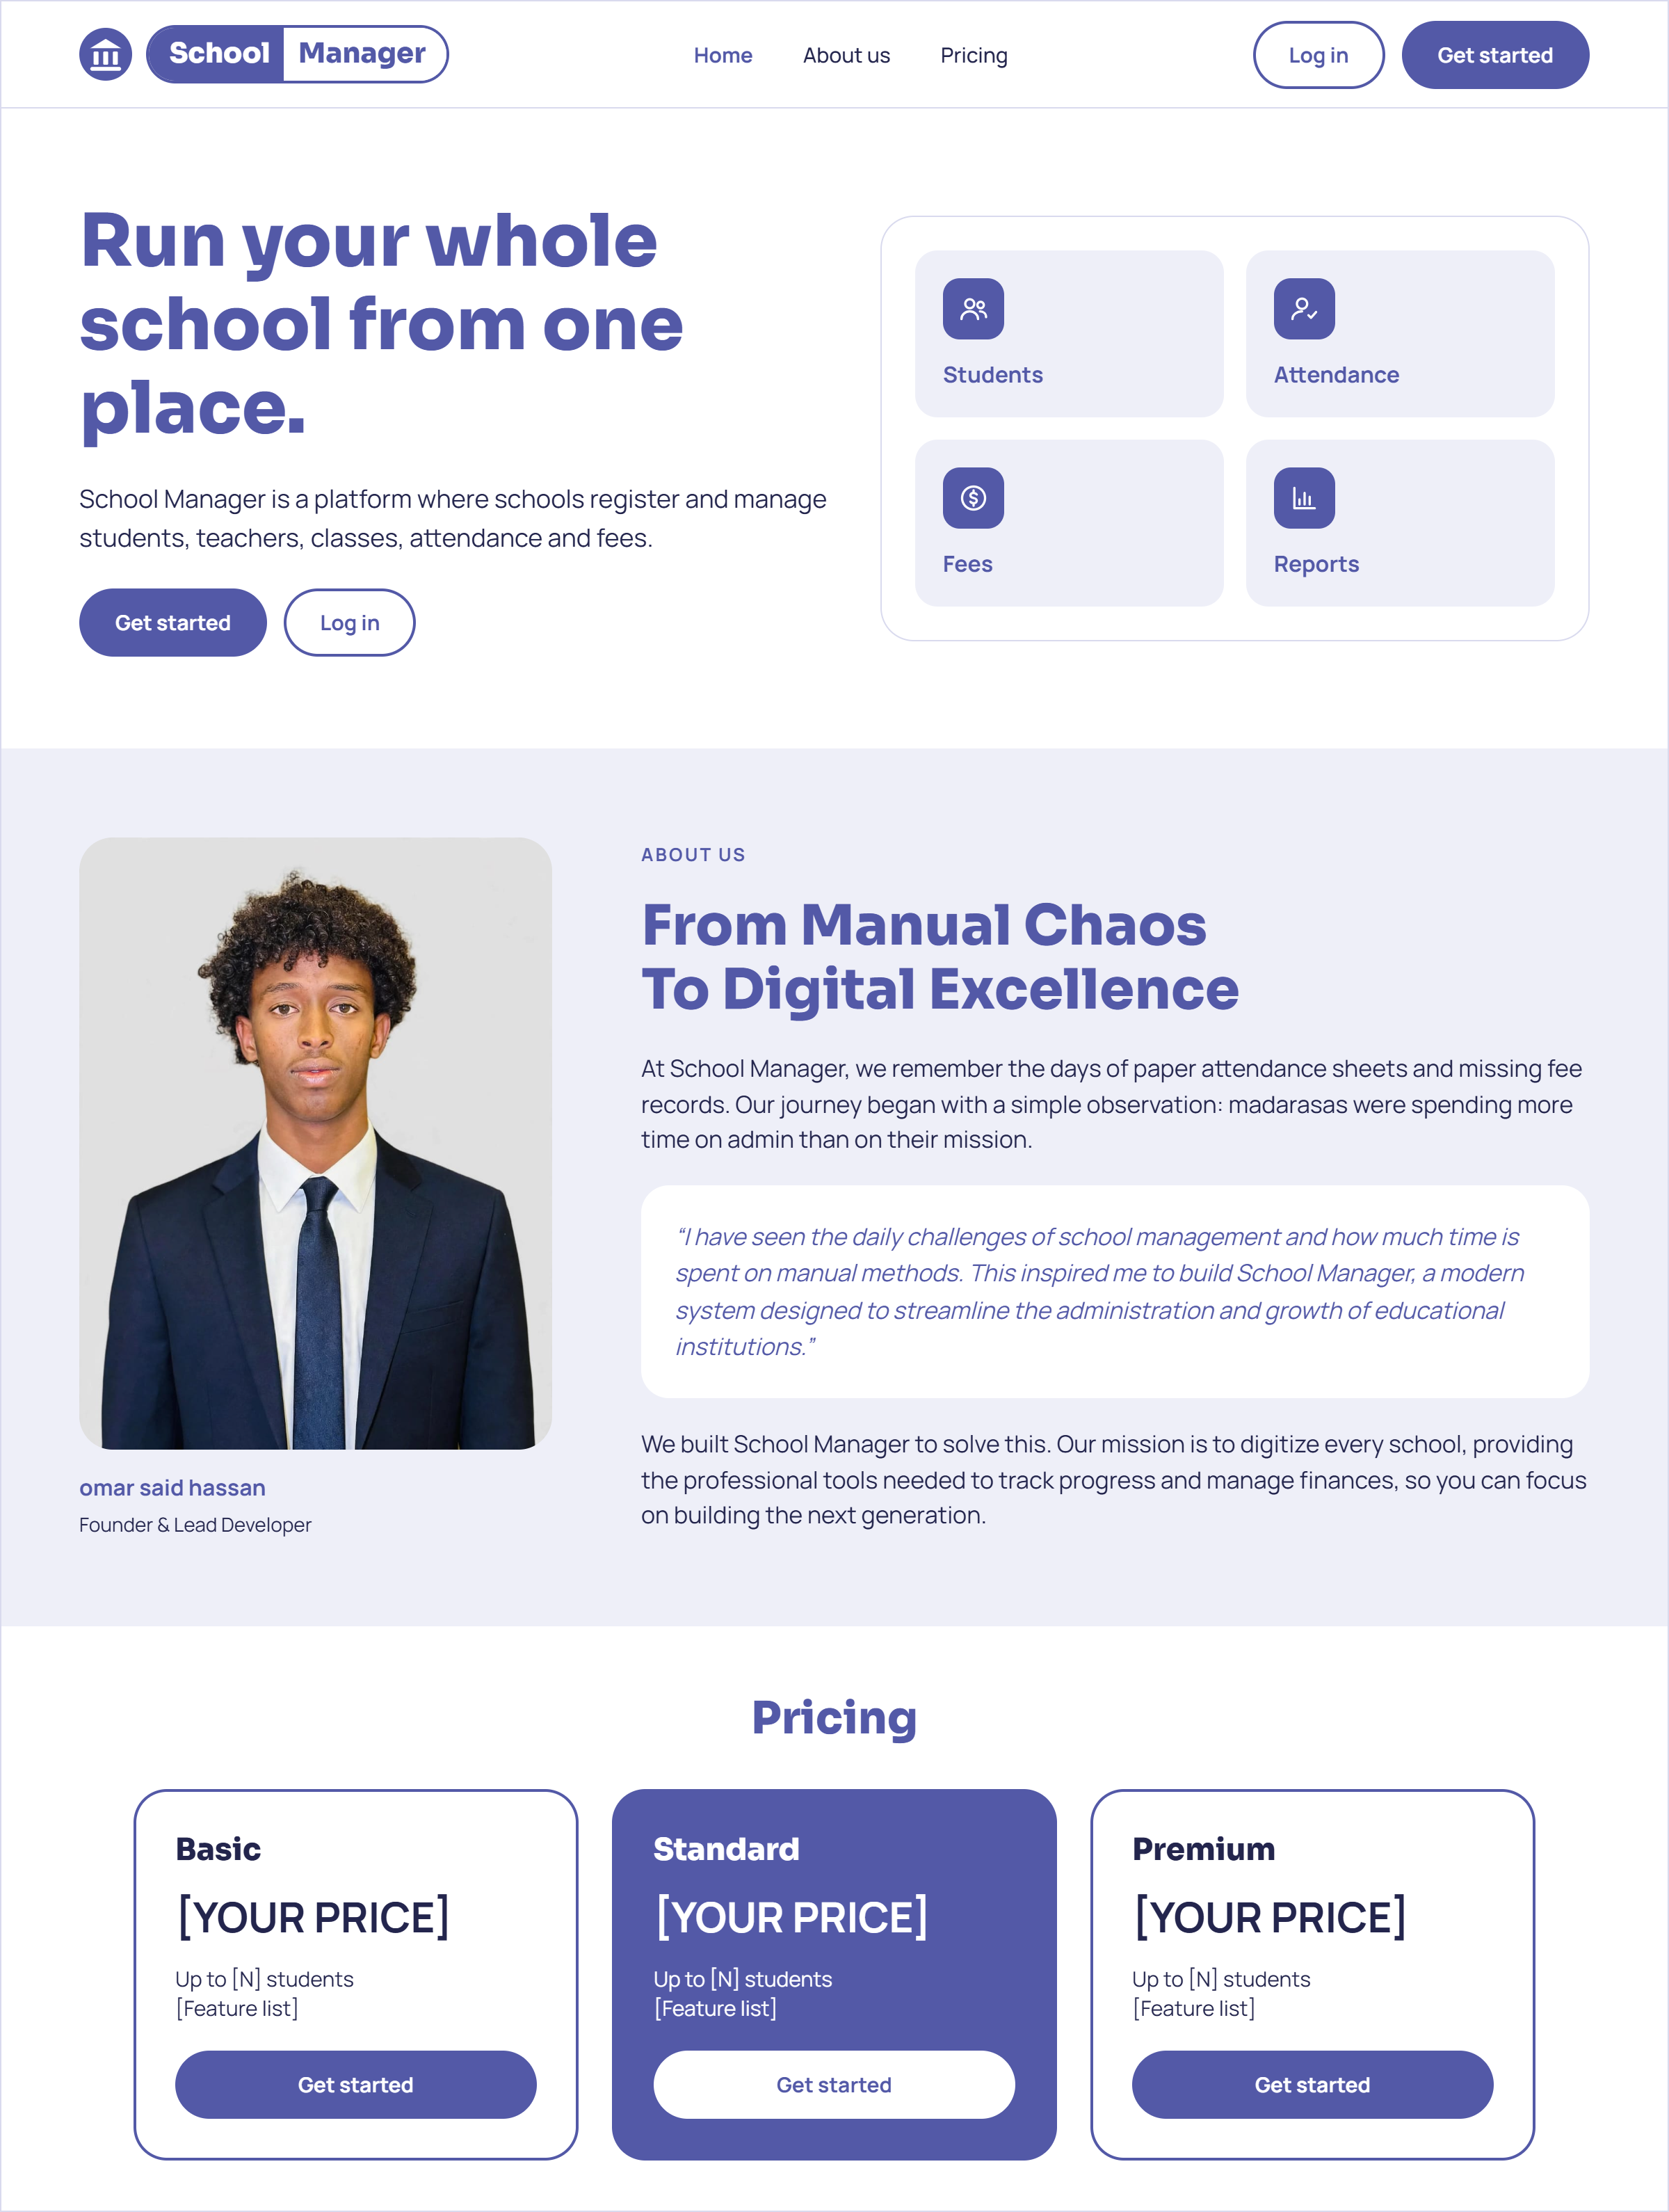 School Manager
Home About us Pricing
Log in Get started
Run your whole
school from one
place.
School Manager is a platform where schools register and manage
students, teachers, classes, attendance and fees.
Get started Log in
Students
Attendance
Fees
Reports
ABOUT US
From Manual Chaos
To Digital Excellence
At School Manager, we remember the days of paper attendance sheets and missing fee
records. Our journey began with a simple observation: madarasas were spending more
time on admin than on their mission.
“I have seen the daily challenges of school management and how much time is
spent on manual methods. This inspired me to build School Manager, a modern
system designed to streamline the administration and growth of educational
institutions.”
We built School Manager to solve this. Our mission is to digitize every school, providing
the professional tools needed to track progress and manage finances, so you can focus
on building the next generation.
omar said hassan
Founder & Lead Developer
Pricing
Basic
[YOUR PRICE]
Up to [N] students
[Feature list]
Get started
Standard
[YOUR PRICE]
Up to [N] students
[Feature list]
Get started
Premium
[YOUR PRICE]
Up to [N] students
[Feature list]
Get started